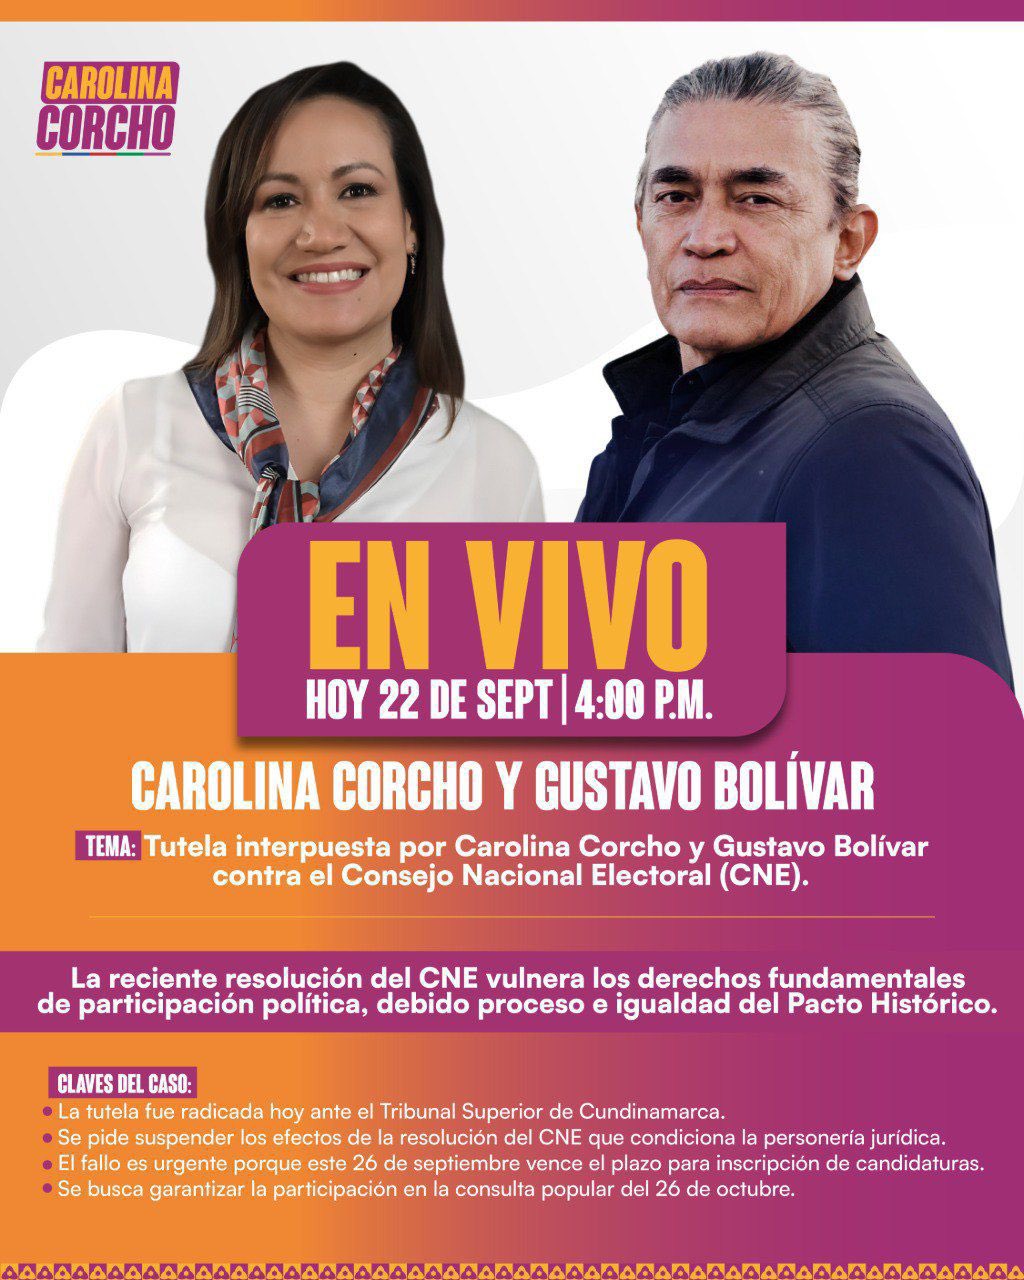 CAROLINA
CORCHO
EN VIVO
HOY 22 DE SEPT | 4:00 P.M.
CAROLINA CORCHO Y GUSTAVO BOLÍVAR
TEMA: Tutela interpuesta por Carolina Corcho y Gustavo Bolívar
contra el Consejo Nacional Electoral (CNE).
La reciente resolución del CNE vulnera los derechos fundamentales
de participación política, debido proceso e igualdad del Pacto Histórico.
CLAVES DEL CASO:
• La tutela fue radicada hoy ante el Tribunal Superior de Cundinamarca.
• Se pide suspender los efectos de la resolución del CNE que condiciona la personería jurídica.
• El fallo es urgente porque este 26 de septiembre vence el plazo para inscripción de candidaturas.
• Se busca garantizar la participación en la consulta popular del 26 de octubre.